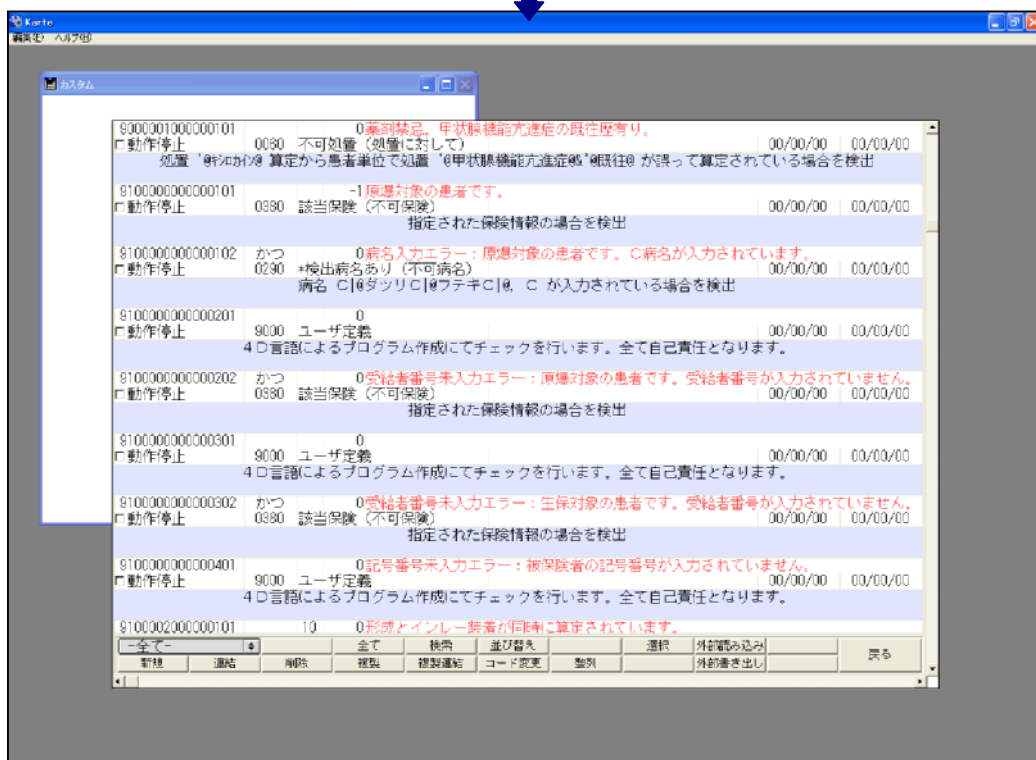 Karte
編集(E) ヘルプ(H)
カスタム
9000001000000101 0薬剤禁忌。甲状腺機能亢進症の既往歴有り。
動作停止 0080 不可処置(処置に対して) 00/00/00 00/00/00
処置 '@キシロカイン@ 算定から患者単位で処置 '@甲状腺機能亢進症@&'@既往@ が誤って算定されている場合を検出
9100000000000101 -1原爆対象の患者です。
動作停止 0380 該当保険(不可保険) 00/00/00 00/00/00
指定された保険情報の場合を検出
9100000000000102 かつ 0病名入力エラー:原爆対象の患者です。C病名が入力されています。
動作停止 0290 *検出病名あり(不可病名) 00/00/00 00/00/00
病名 C|@ダツリC|@フテキC|@, C が入力されている場合を検出
9100000000000201 0
動作停止 9000 ユーザ定義 00/00/00 00/00/00
4D言語によるプログラム作成にてチェックを行います。全て自己責任となります。
9100000000000202 かつ 0受給者番号未入力エラー:原爆対象の患者です。受給者番号が入力されていません。
動作停止 0380 該当保険(不可保険) 00/00/00 00/00/00
指定された保険情報の場合を検出
9100000000000301 0
動作停止 9000 ユーザ定義 00/00/00 00/00/00
4D言語によるプログラム作成にてチェックを行います。全て自己責任となります。
9100000000000302 かつ 0受給者番号未入力エラー:生保対象の患者です。受給者番号が入力されていません。
動作停止 0380 該当保険(不可保険) 00/00/00 00/00/00
指定された保険情報の場合を検出
9100000000000401 0記号番号未入力エラー:被保険者の記号番号が入力されていません。
動作停止 9000 ユーザ定義 00/00/00 00/00/00
4D言語によるプログラム作成にてチェックを行います。全て自己責任となります。
9100002000000101 10 0形成とインレー装着が同時に算定されています。
-全て- 全て 検索 並び替え 選択 外部読み込み 戻る
新規 連結 削除 複製 複製連結 コード変更 整列 外部書き出し